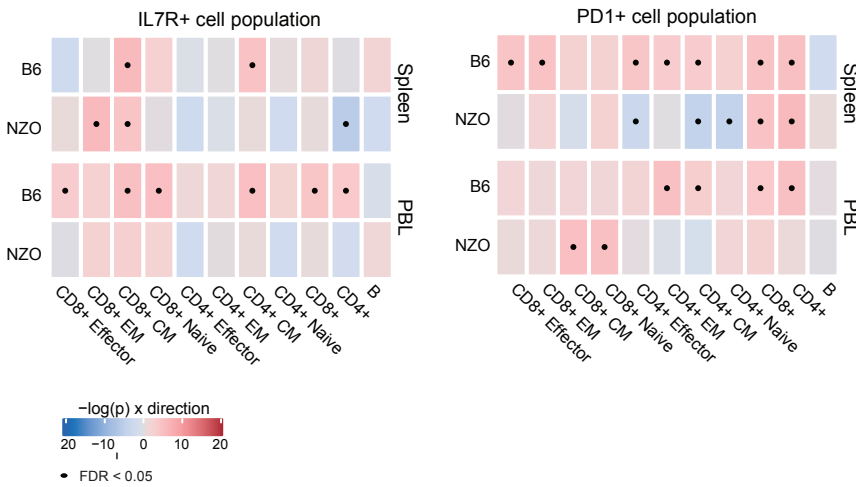 IL7R+ cell population
PD1+ cell population
B6
NZO
Spleen
B6
NZO
PBL
CD8+ Effector
CD8+ EM
CD8+ CM
CD8+ Naive
CD4+ Effector
CD4+ EM
CD4+ CM
CD4+ Naive
CD8+
CD4+
B
B6
NZO
Spleen
B6
NZO
PBL
CD8+ Effector
CD8+ EM
CD8+ CM
CD8+ Naive
CD4+ Effector
CD4+ EM
CD4+ CM
CD4+ Naive
CD8+
CD4+
B
−log(p) x direction
20 −10 0 10 20
FDR < 0.05